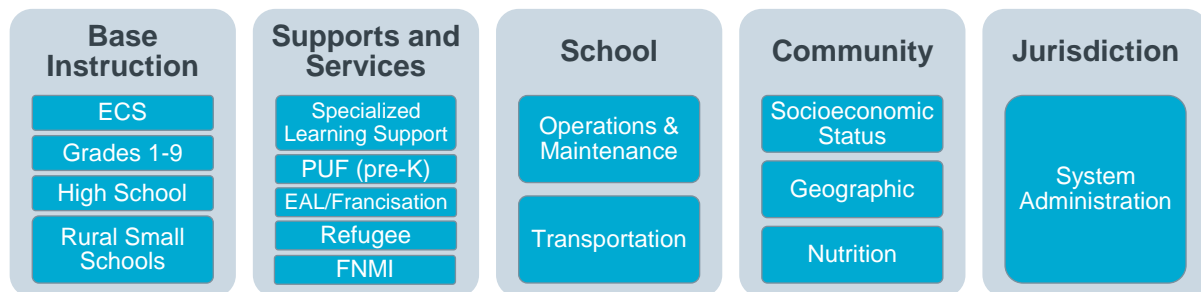 Base
Instruction
ECS
Grades 1-9
High School
Rural Small
Schools
Supports and
Services
Specialized
Learning Support
PUF (pre-K)
EAL/Francisation
Refugee
FNMI
School
Operations &
Maintenance
Transportation
Community
Socioeconomic
Status
Geographic
Nutrition
Jurisdiction
System
Administration